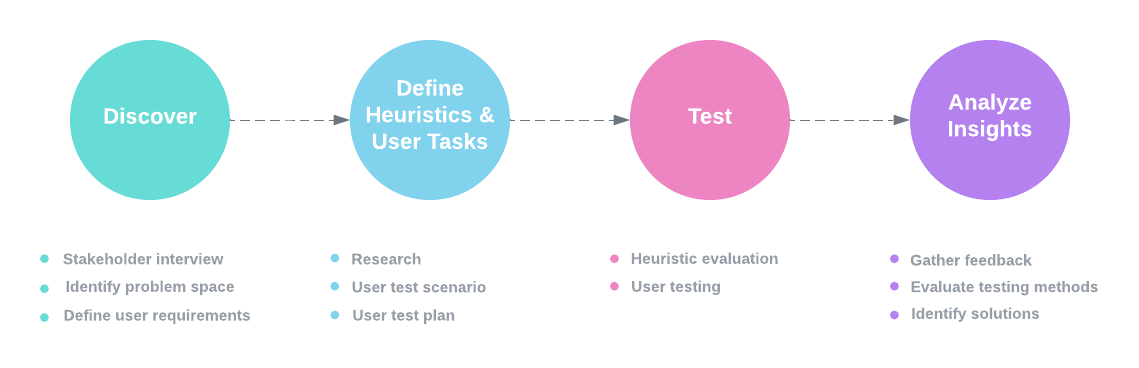 Discover
Define
Heuristics &
User Tasks
Test
Analyze
Insights
Stakeholder interview
Identify problem space
Define user requirements
Research
User test scenario
User test plan
Heuristic evaluation
User testing
Gather feedback
Evaluate testing methods
Identify solutions